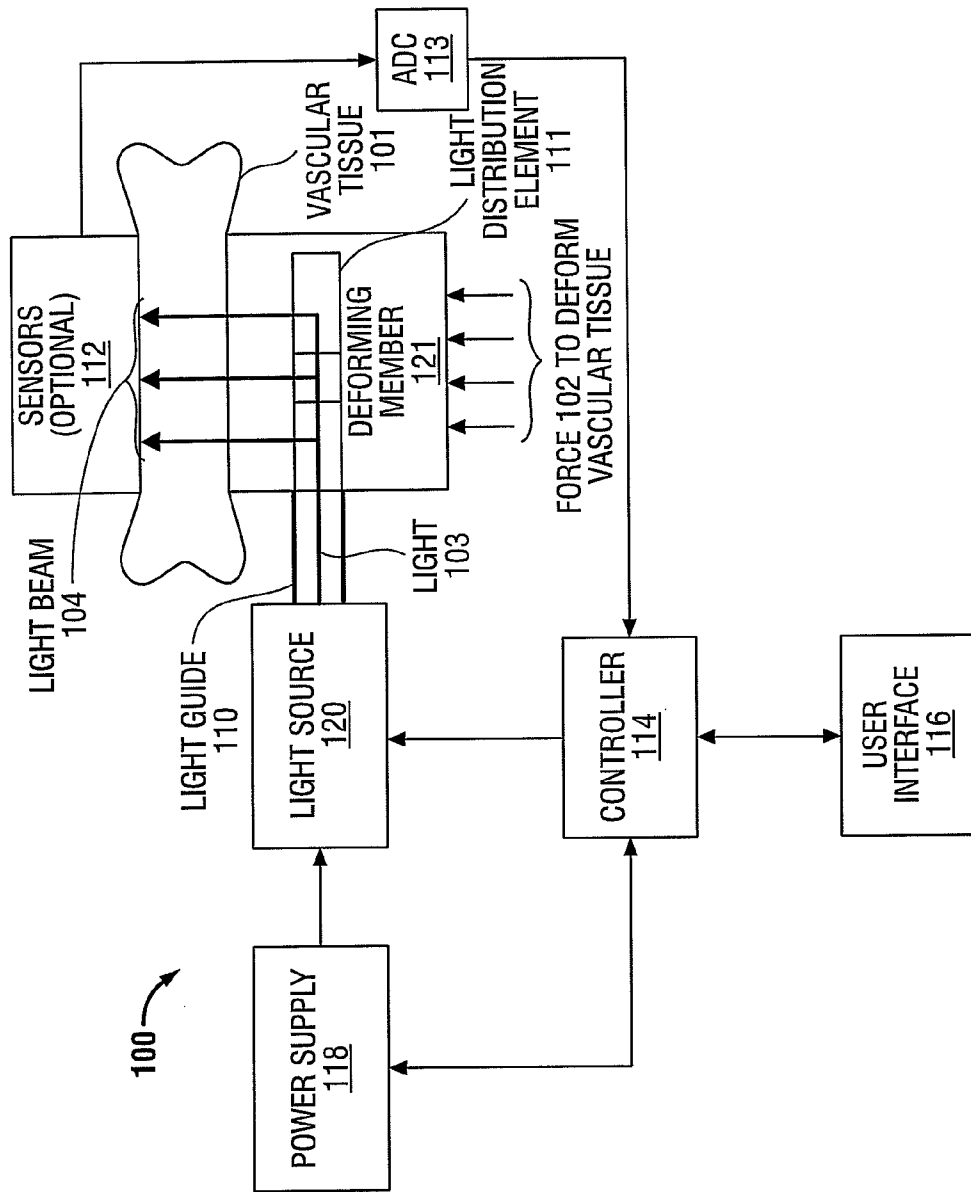 100
POWER SUPPLY
118
LIGHT SOURCE
120
LIGHT GUIDE
110
LIGHT
103
LIGHT BEAM
104
SENSORS
(OPTIONAL)
112
VASCULAR
TISSUE
101
ADC
113
LIGHT
DISTRIBUTION
ELEMENT
111
DEFORMING
MEMBER
121
FORCE 102 TO DEFORM
VASCULAR TISSUE
CONTROLLER
114
USER
INTERFACE
116